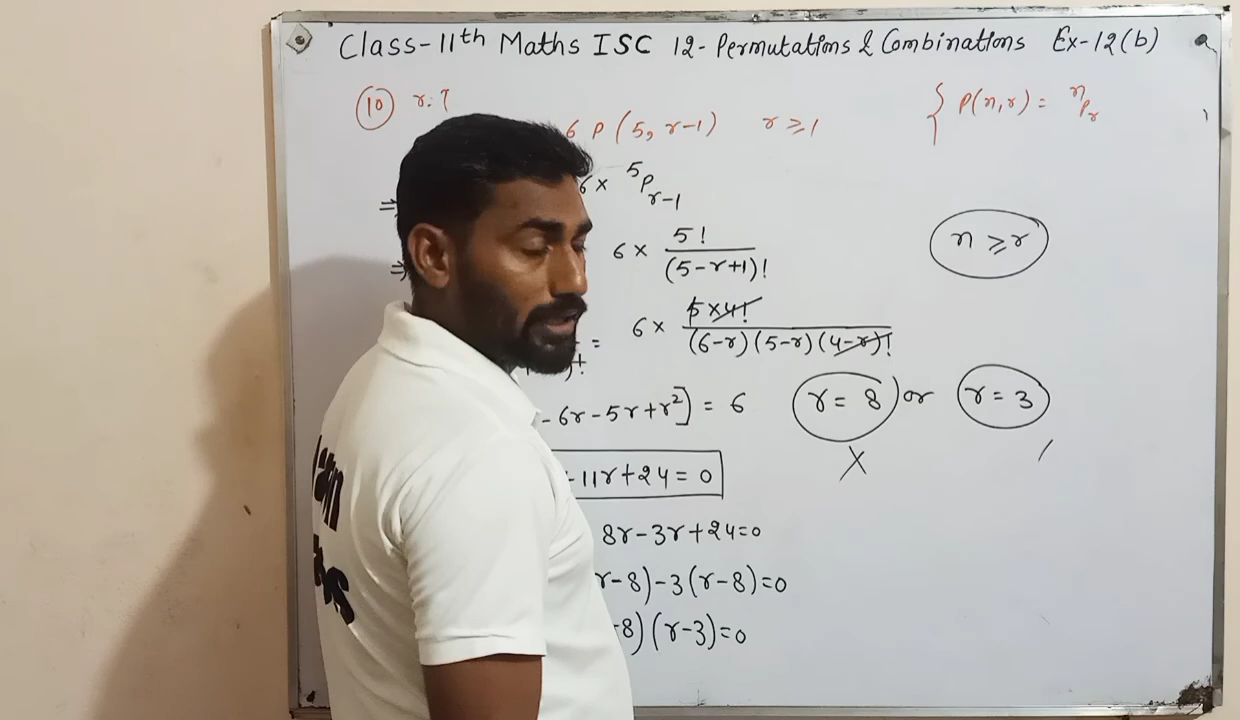 Class-11th Maths ISC 12-Permutations & Combinations Ex-12(b)
10 r.?
{ P(n,r) = nPr
6 P(5, r-1) r≥1
⇒ 6× 5Pr-1
n≥r
⇒ 6× 5!/(5-r+1)!
= 6× 5×4!/(6-r)(5-r)(4-r)!
-6r-5r+r²] = 6 r=8 or r=3
-11r+24=0
8r-3r+24=0
r-8)-3(r-8)=0
-8)(r-3)=0